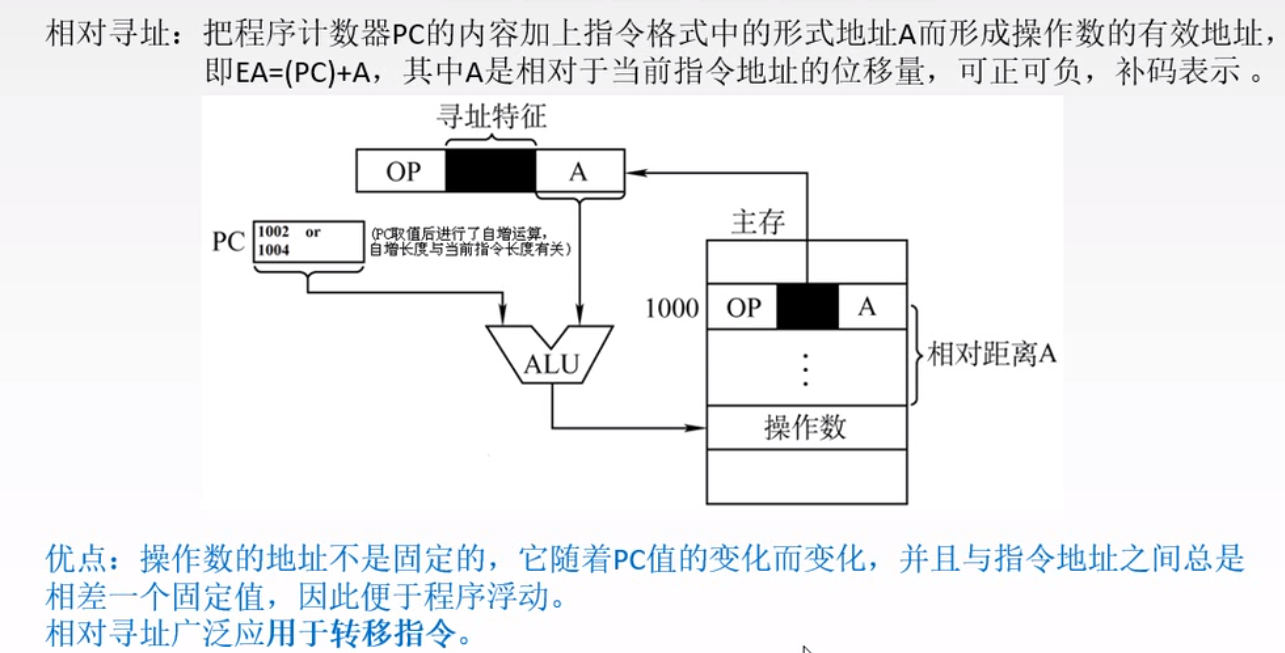 相对寻址：把程序计数器PC的内容加上指令格式中的形式地址A而形成操作数的有效地址，
即EA=(PC)+A，其中A是相对于当前指令地址的位移量，可正可负，补码表示。
寻址特征
OP A
PC 1002 or
1004
(PC取值后进行了自增运算，
自增长度与当前指令长度有关)
主存
1000 OP A
相对距离A
ALU
操作数
优点：操作数的地址不是固定的，它随着PC值的变化而变化，并且与指令地址之间总是
相差一个固定值，因此便于程序浮动。
相对寻址广泛应用于转移指令。